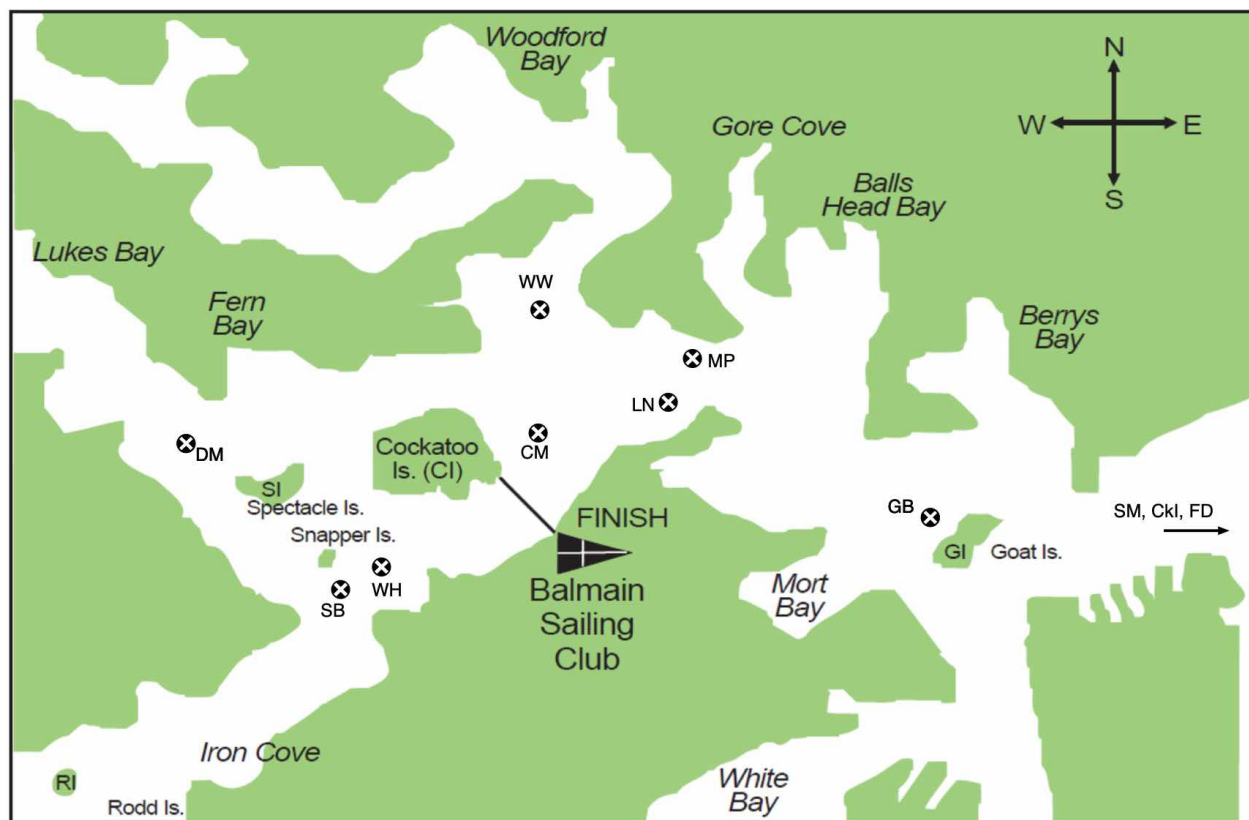 Woodford
Bay
N
W
E
S
Gore Cove
Balls
Head Bay
Lukes Bay
Fern
Bay
WW
Berrys
Bay
MP
LN
DM
Cockatoo
Is. (CI)
CM
SI
Spectacle Is.
Snapper Is.
FINISH
GB
SM, CkI, FD
GI
Goat Is.
WH
SB
Balmain
Sailing
Club
Mort
Bay
Iron Cove
RI
Rodd Is.
White
Bay